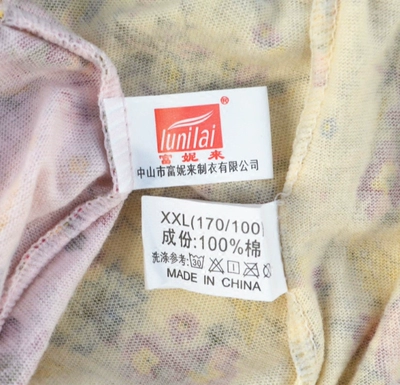 funilai®
富妮来
中山市富妮来制衣有限公司
XXL(170/100)
成份:100%棉
洗涤参考: 30
MADE IN CHINA